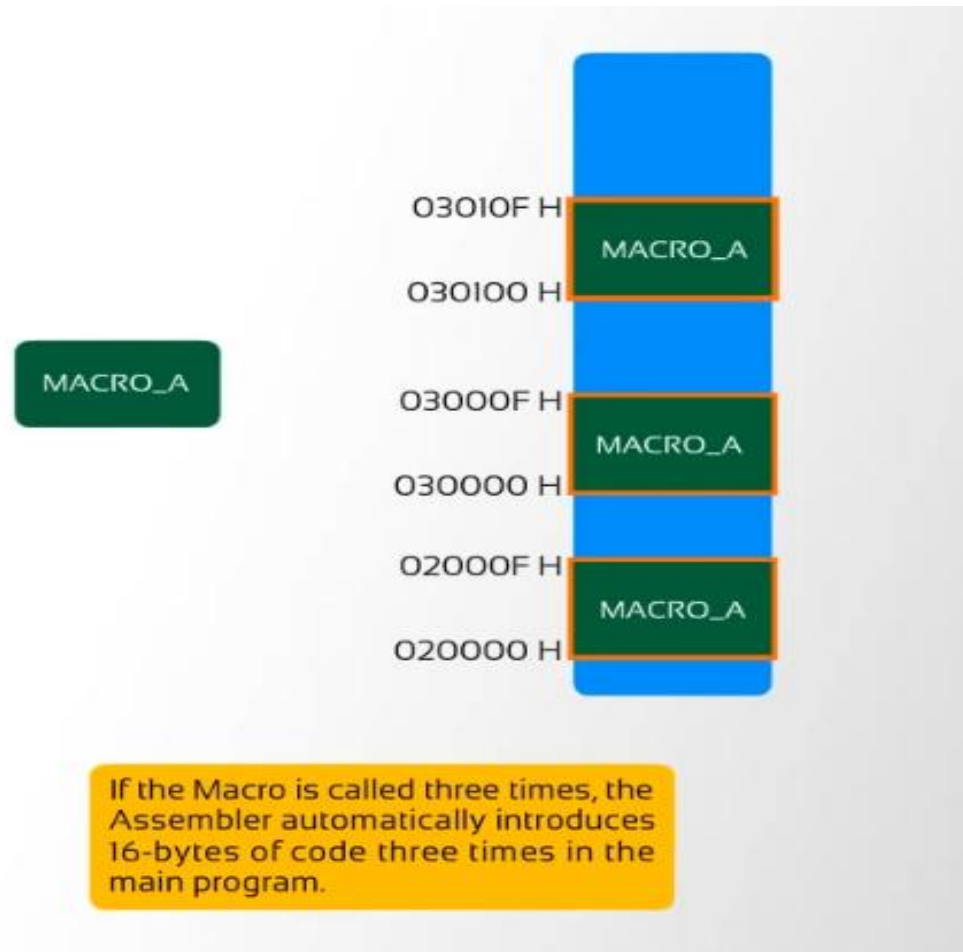 03010F H
MACRO_A
030100 H
MACRO_A
03000F H
MACRO_A
030000 H
02000F H
MACRO_A
020000 H
If the Macro is called three times, the
Assembler automatically introduces
16-bytes of code three times in the
main program.